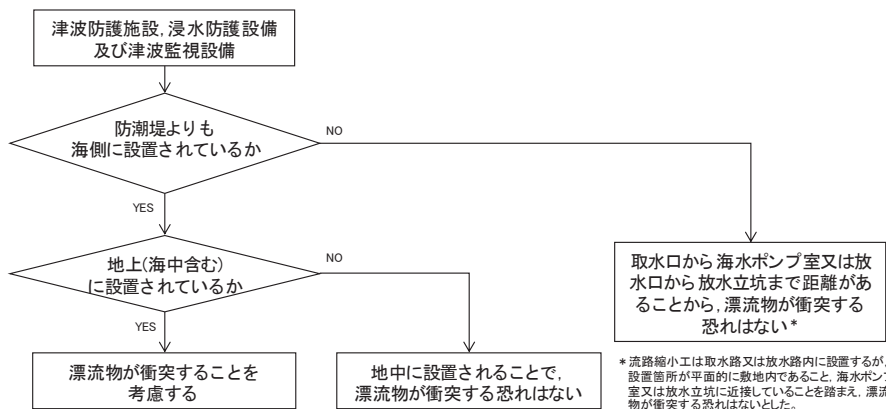 津波防護施設，浸水防護設備
及び津波監視設備
防潮堤よりも
海側に設置されているか
NO
YES
地上(海中含む)
に設置されているか
NO
YES
取水口から海水ポンプ室又は放
水口から放水立坑まで距離があ
ることから，漂流物が衝突する
恐れはない*
漂流物が衝突することを
考慮する
地中に設置されることで，
漂流物が衝突する恐れはない
*流路縮小工は取水路又は放水路内に設置するが，
設置箇所が平面的に敷地内であること，海水ポンプ
室又は放水立坑に近接していることを踏まえ，漂流
物が衝突する恐れはないとした。